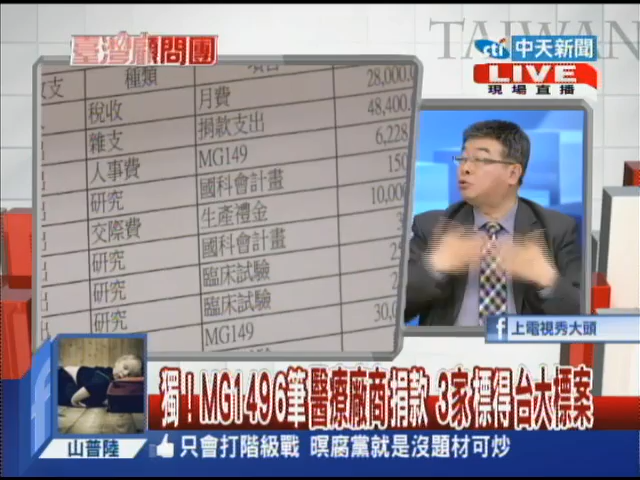 臺灣顧問團
TAIWAN
中天新聞
LIVE
現場直播
支 種類
稅收 月費 28,000.
雜支 捐款支出 48,400.
人事費 MG149 6,228
研究 國科會計畫 150
交際費 生產禮金 10,000
研究 國科會計畫
研究 臨床試驗
研究 臨床試驗
MG149 30,0
上電視秀大頭
獨!MG149 6筆醫療廠商捐款 3家標得台大標案
山普陸 只會打階級戰 暝腐黨就是沒題材可炒